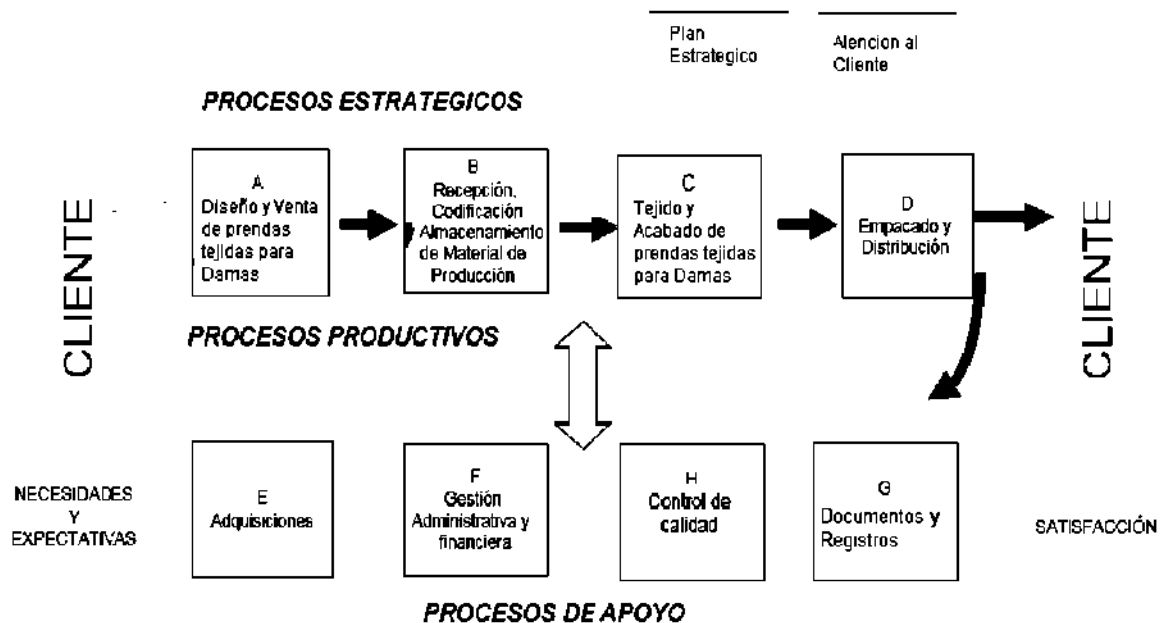 Plan
Estrategico
Alencion al
Cliente
PROCESOS ESTRATEGICOS
CLIENTE
A
Diseño y Venta
de prendas
tejidas para
Damas
B
Recepción,
Codificación
Almacenamiento
de Material de
Producción
C
Tejido y
Acabado de
prendas tejidas
para Damas
D
Empacado y
Distribución
CLIENTE
PROCESOS PRODUCTIVOS
NECESIDADES
Y
EXPECTATIVAS
E
Adquisiciones
F
Gestión
Administrativa y
financiera
H
Control de
calidad
G
Documentos y
Registros
SATISFACCIÓN
PROCESOS DE APOYO